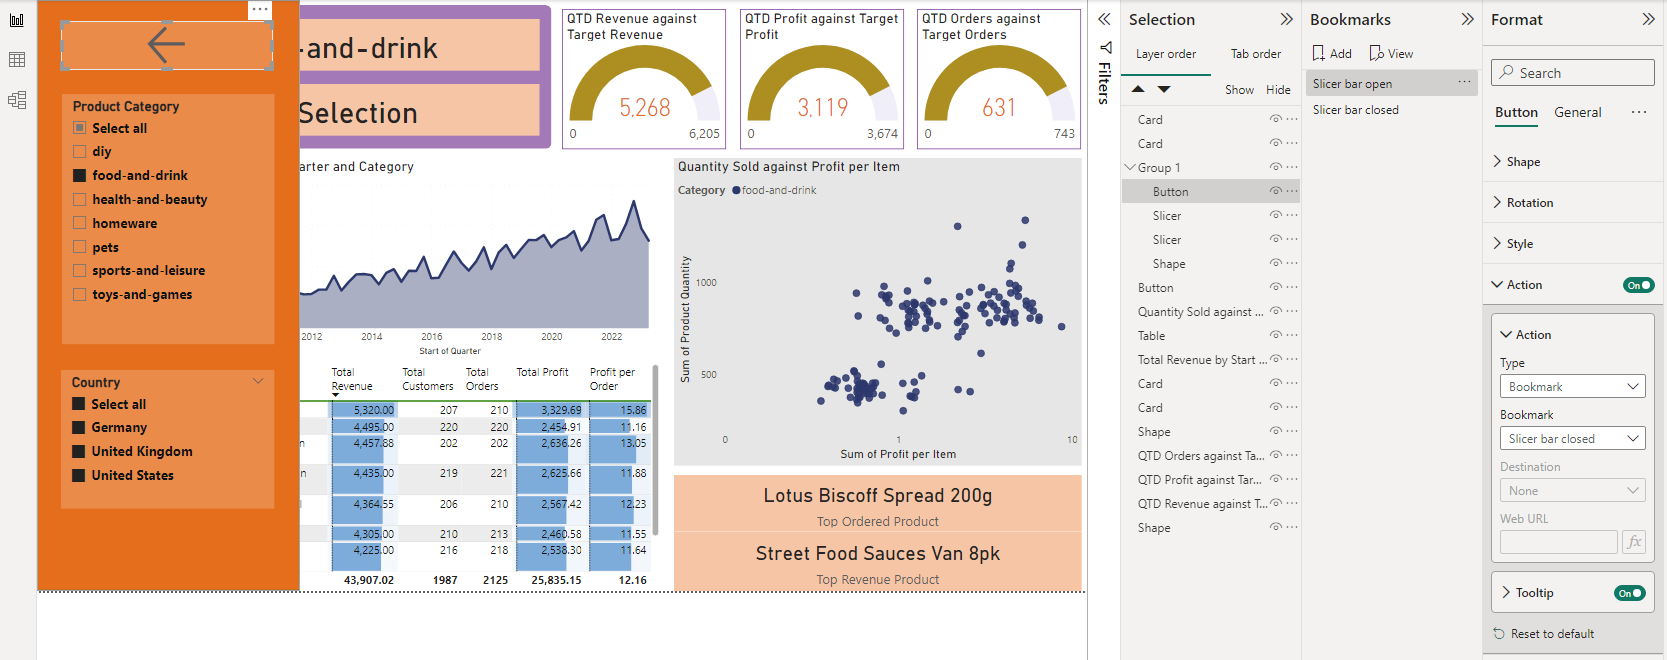 -and-drink
Selection
Product Category
Select all
diy
food-and-drink
health-and-beauty
homeware
pets
sports-and-leisure
toys-and-games
Country
Select all
Germany
United Kingdom
United States
QTD Revenue against
Target Revenue
5,268
0
6,205
QTD Profit against Target
Profit
3,119
0
3,674
QTD Orders against
Target Orders
631
0
743
arter and Category
2012
2014
2016
2018
2020
2022
Start of Quarter
Total Revenue
Total Customers
Total Orders
Total Profit
Profit per Order
5,320.00 207 210 3,329.69 15.86
4,495.00 220 220 2,454.91 11.16
n 4,457.88 202 202 2,636.26 13.05
n 4,435.00 219 221 2,625.66 11.88
4,364.55 206 210 2,567.42 12.23
4,305.00 210 213 2,460.58 11.55
4,225.00 216 218 2,538.30 11.64
43,907.02 1987 2125 25,835.15 12.16
Quantity Sold against Profit per Item
Category food-and-drink
Sum of Product Quantity
1000
500
0
1
10
Sum of Profit per Item
Lotus Biscoff Spread 200g
Top Ordered Product
Street Food Sauces Van 8pk
Top Revenue Product
Filters
Selection
Layer order
Tab order
Show Hide
Card
Card
Group 1
Button
Slicer
Slicer
Shape
Button
Quantity Sold against ...
Table
Total Revenue by Start ...
Card
Card
Shape
QTD Orders against Ta...
QTD Profit against Tar...
QTD Revenue against T...
Shape
Bookmarks
Add
View
Slicer bar open
Slicer bar closed
Format
Search
Button
General
Shape
Rotation
Style
Action
On
Action
Type
Bookmark
Bookmark
Slicer bar closed
Destination
None
Web URL
fx
Tooltip
On
Reset to default